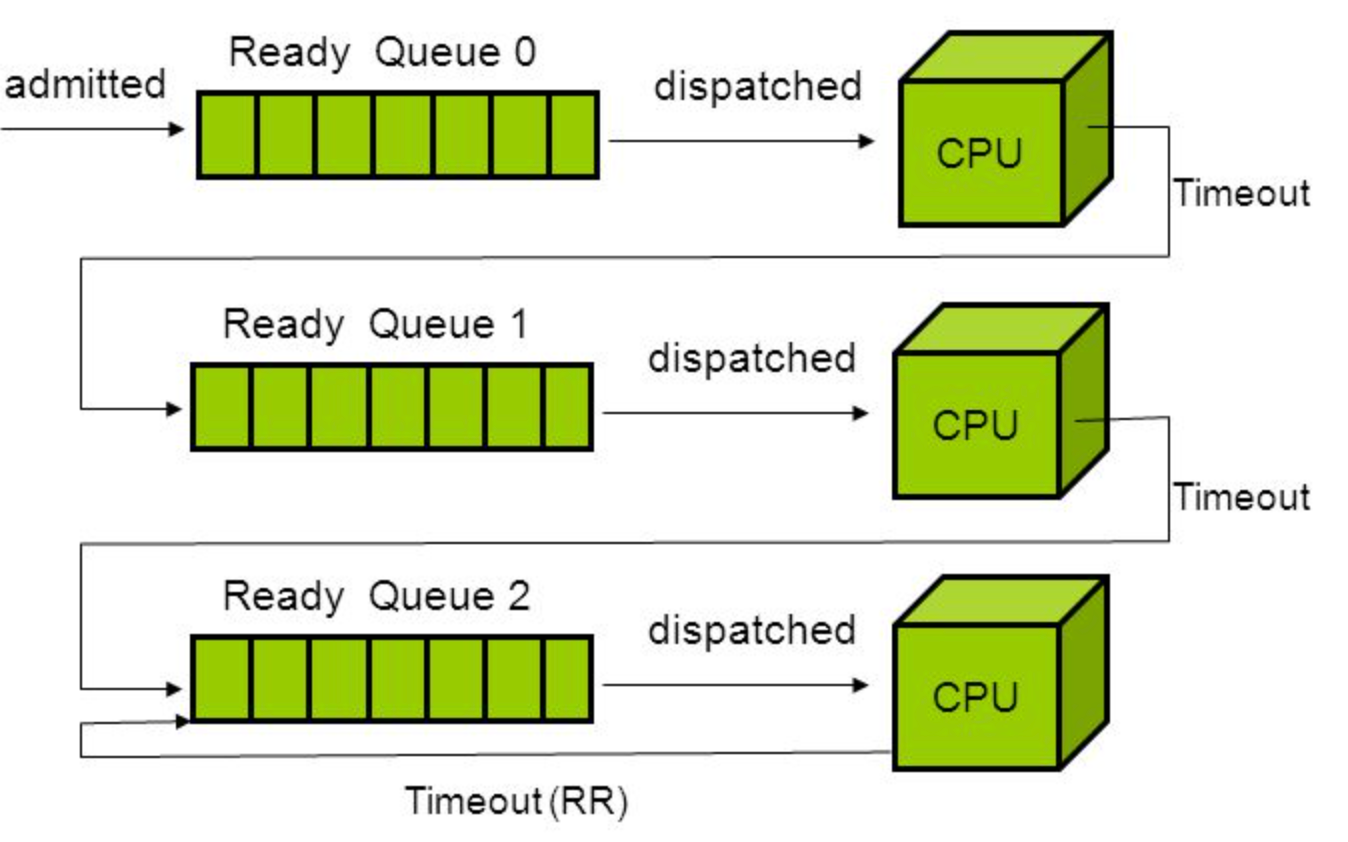 Ready Queue 0
admitted
dispatched
CPU
Timeout
Ready Queue 1
dispatched
CPU
Timeout
Ready Queue 2
dispatched
CPU
Timeout (RR)